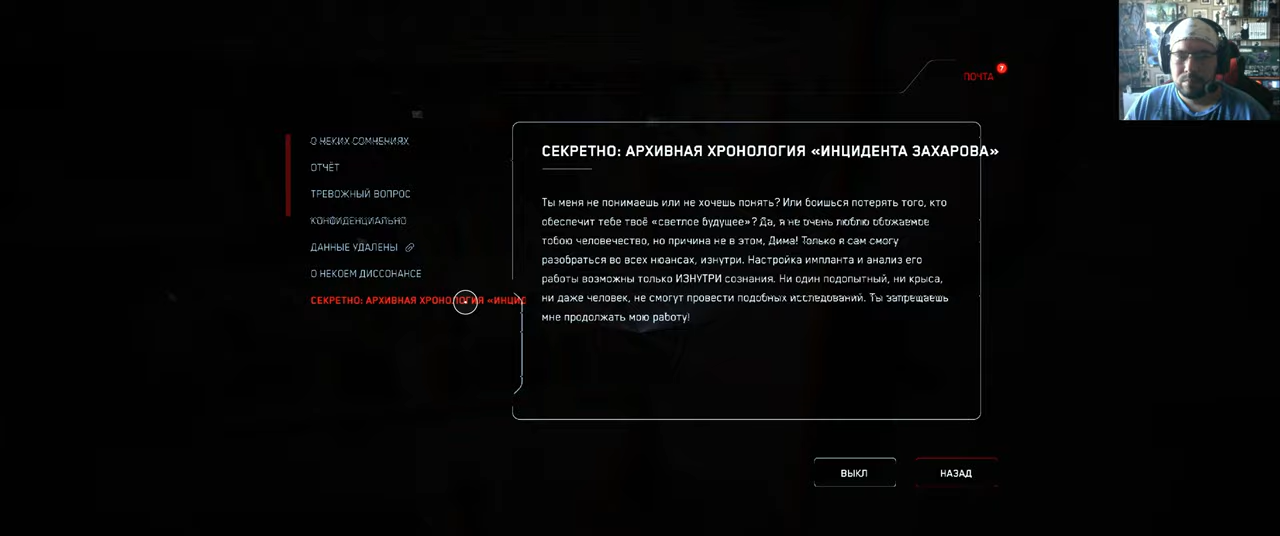 ПОЧТА
7
О НЕКИХ СОМНЕНИЯХ
ОТЧЁТ
ТРЕВОЖНЫЙ ВОПРОС
КОНФИДЕНЦИАЛЬНО
ДАННЫЕ УДАЛЕНЫ
О НЕКОЕМ ДИССОНАНСЕ
СЕКРЕТНО: АРХИВНАЯ ХРОНОЛОГИЯ «ИНЦИД
СЕКРЕТНО: АРХИВНАЯ ХРОНОЛОГИЯ «ИНЦИДЕНТА ЗАХАРОВА»
Ты меня не понимаешь или не хочешь понять? Или боишься потерять того, кто
обеспечит тебе твоё «светлое будущее»? Да, я не очень люблю обожаемое
тобою человечество, но причина не в этом, Дима! Только я сам смогу
разобраться во всех нюансах, изнутри. Настройка импланта и анализ его
работы возможны только ИЗНУТРИ сознания. Ни один подопытный, ни крыса,
ни даже человек, не смогут провести подобных исследований. Ты запрещаешь
мне продолжать мою работу!
ВЫКЛ
НАЗАД